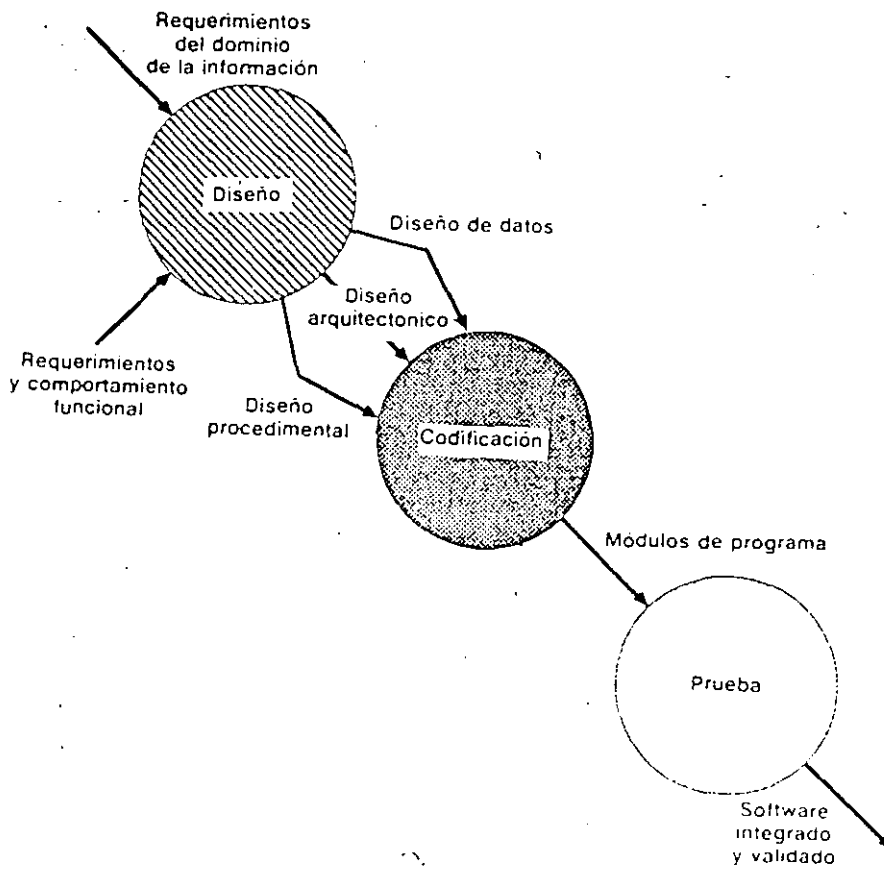 Requerimientos
del dominio
de la información
Diseño
Diseño de datos
Diseño
arquitectonico
Requerimientos
y comportamiento
funcional
Diseño
procedimental
Codificación
Módulos de programa
Prueba
Software
integrado
y validado